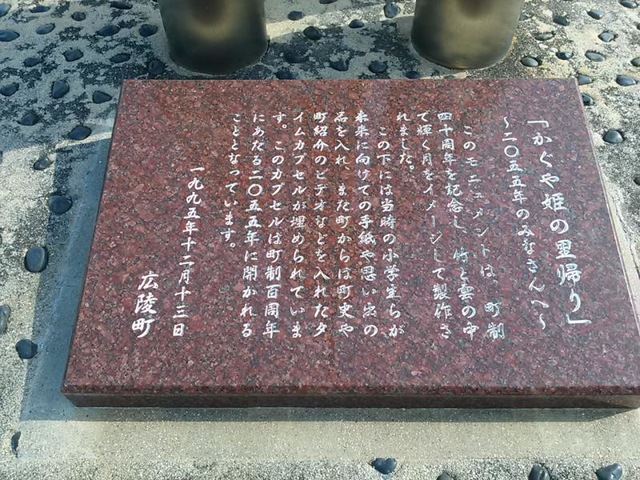 「かぐや姫の里帰り」
〜二〇五五年のみなさんへ〜
このモニュメントは、町制
四十周年を記念し、竹と雲の中
で輝く月をイメージして製作さ
れました。
この下には当時の小学生らが
未来に向けての手紙や思い出の
品を入れ、また町からは町史や
町紹介のビデオなどを入れたタ
イムカプセルが埋められていま
す。このカプセルは町制百周年
にあたる二〇五五年に開かれる
こととなっています。
一九九五年十二月十三日
広陵町